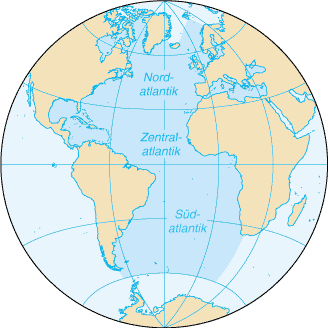 Nord-
atlantik
Zentral-
atlantik
Süd-
atlantik